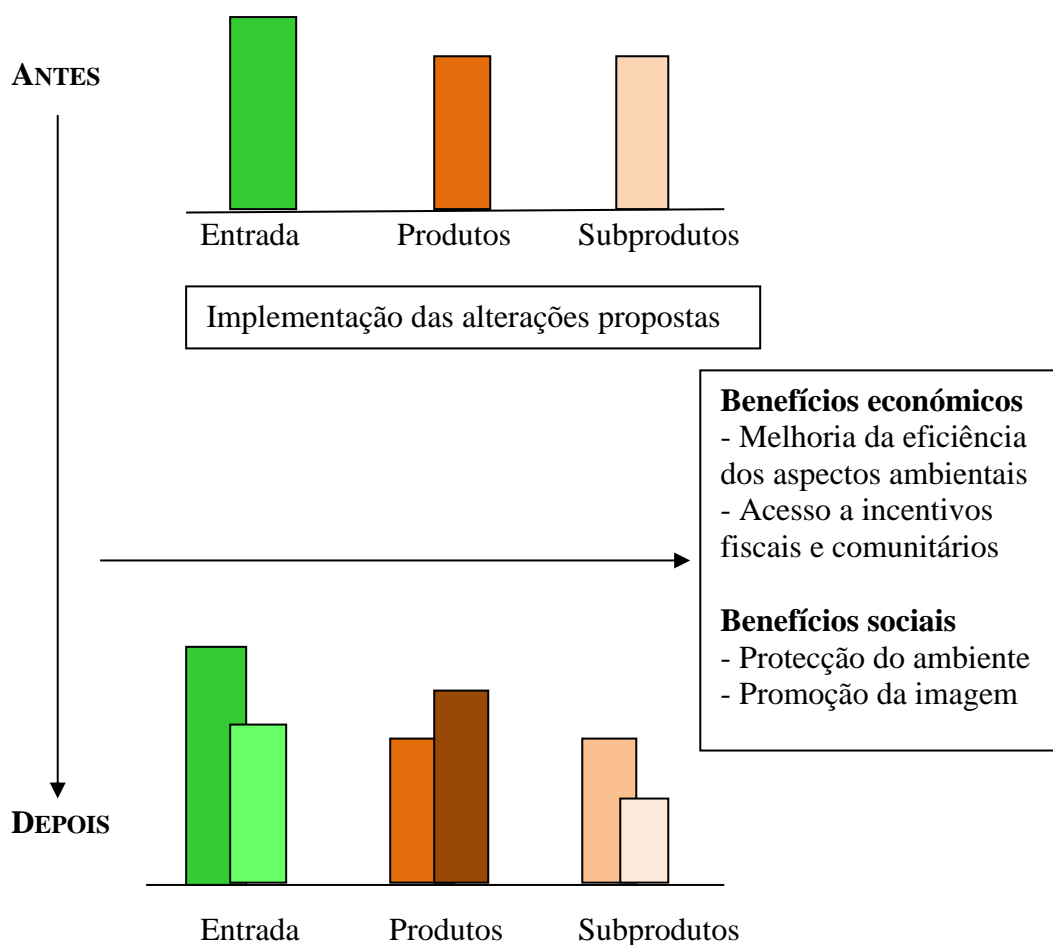 ANTES
Entrada
Produtos
Subprodutos
Implementação das alterações propostas
Benefícios económicos
- Melhoria da eficiência
dos aspectos ambientais
- Acesso a incentivos
fiscais e comunitários
Benefícios sociais
- Protecção do ambiente
- Promoção da imagem
DEPOIS
Entrada
Produtos
Subprodutos